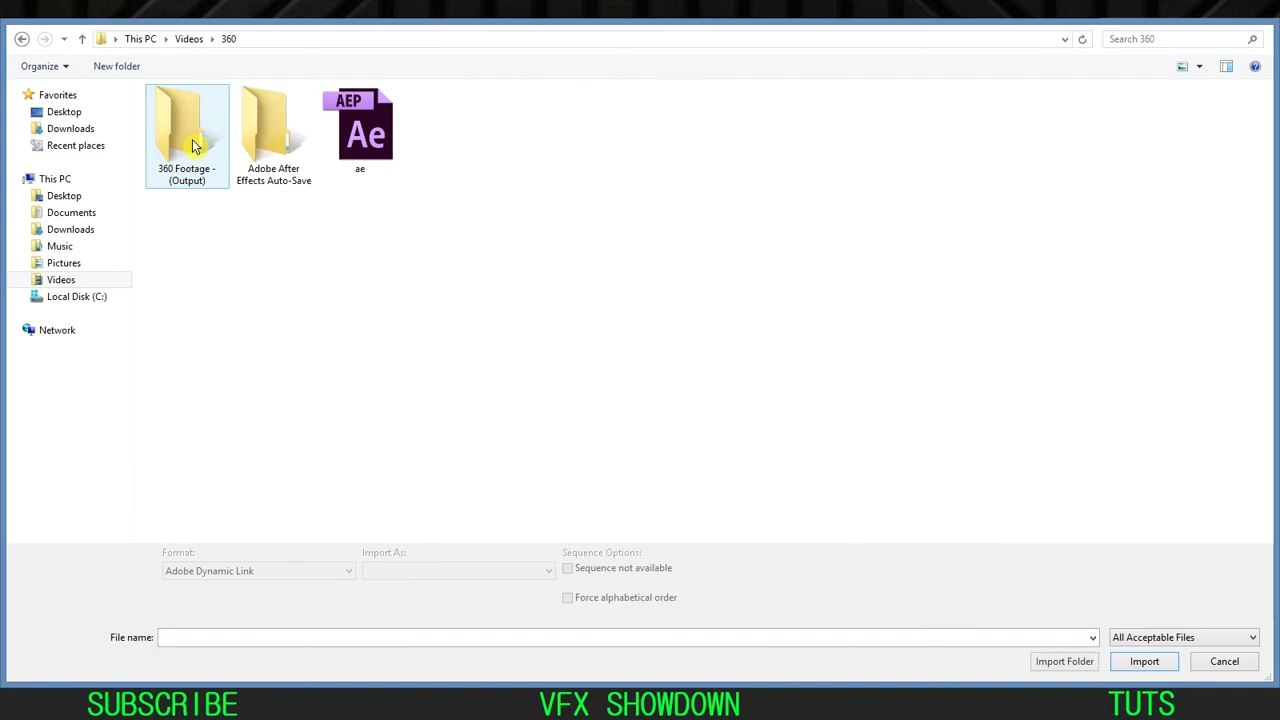 This PC Videos 360
Search 360
Organize
New folder
Favorites
Desktop
Downloads
Recent places
This PC
Desktop
Documents
Downloads
Music
Pictures
Videos
Local Disk (C:)
Network
360 Footage -
(Output)
Adobe After
Effects Auto-Save
AEP
Ae
ae
Format:
Adobe Dynamic Link
Import As:
Sequence Options:
Sequence not available
Force alphabetical order
File name:
All Acceptable Files
Import Folder
Import
Cancel
SUBSCRIBE
VFX SHOWDOWN
TUTS